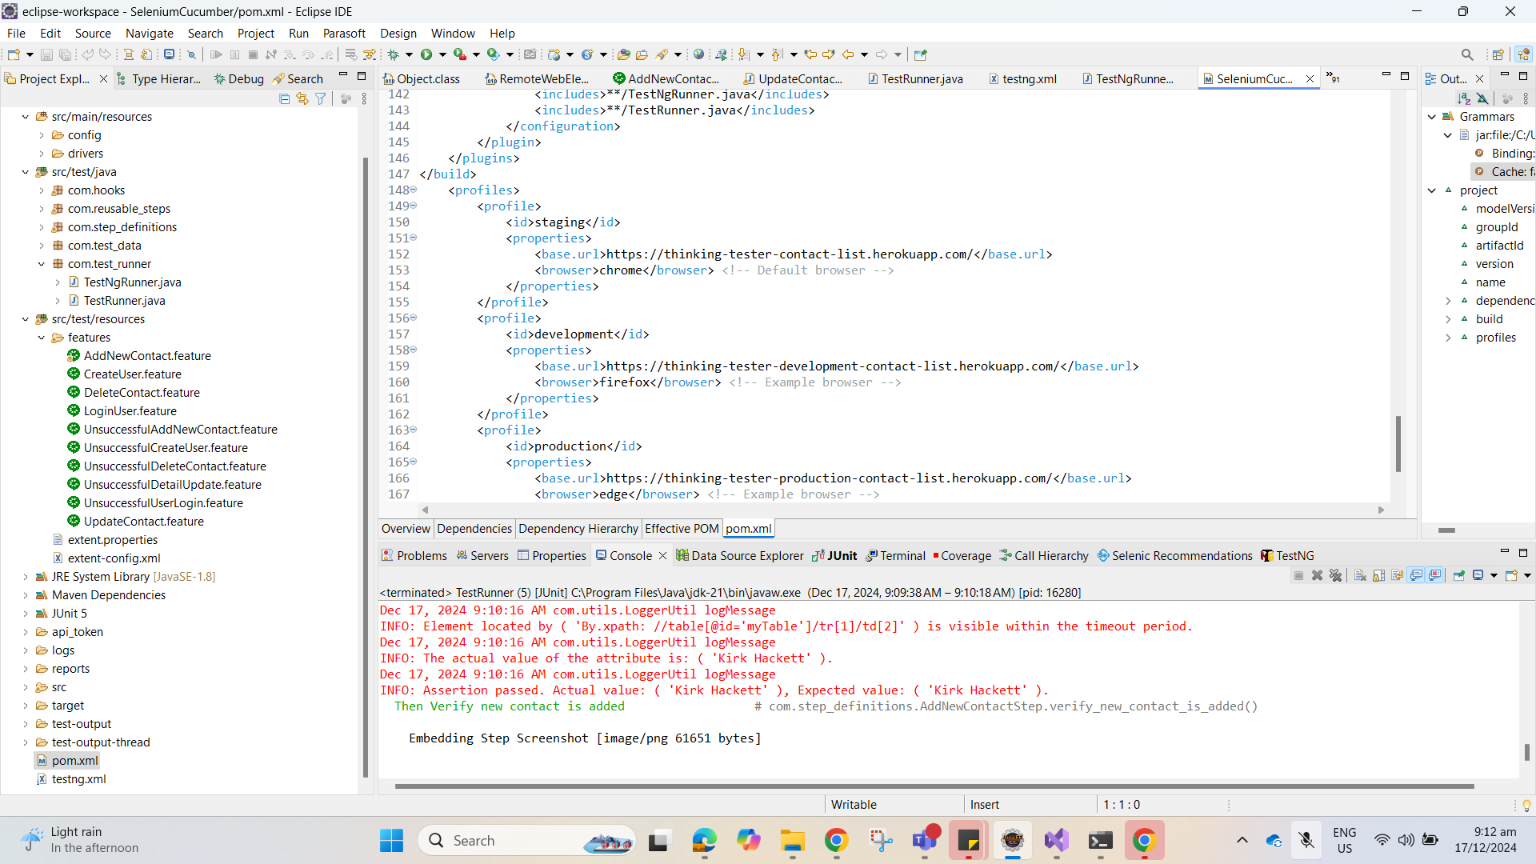 eclipse-workspace - SeleniumCucumber/pom.xml - Eclipse IDE
File Edit Source Navigate Search Project Run Parasoft Design Window Help
Project Expl... Type Hierar... Debug Search
Object.class RemoteWebEle... AddNewContac... UpdateContac... TestRunner.java testng.xml TestNgRunne... SeleniumCuc... 91
Out...
src/main/resources
config
drivers
src/test/java
com.hooks
com.reusable_steps
com.step_definitions
com.test_data
com.test_runner
TestNgRunner.java
TestRunner.java
src/test/resources
features
AddNewContact.feature
CreateUser.feature
DeleteContact.feature
LoginUser.feature
UnsuccessfulAddNewContact.feature
UnsuccessfulCreateUser.feature
UnsuccessfulDeleteContact.feature
UnsuccessfulDetailUpdate.feature
UnsuccessfulUserLogin.feature
UpdateContact.feature
extent.properties
extent-config.xml
JRE System Library [JavaSE-1.8]
Maven Dependencies
JUnit 5
api_token
logs
reports
src
target
test-output
test-output-thread
pom.xml
testng.xml
142 <includes>**/TestNgRunner.java</includes>
143 <includes>**/TestRunner.java</includes>
144 </configuration>
145 </plugin>
146 </plugins>
147 </build>
148 <profiles>
149 <profile>
150 <id>staging</id>
151 <properties>
152 <base.url>https://thinking-tester-contact-list.herokuapp.com/</base.url>
153 <browser>chrome</browser> <!-- Default browser -->
154 </properties>
155 </profile>
156 <profile>
157 <id>development</id>
158 <properties>
159 <base.url>https://thinking-tester-development-contact-list.herokuapp.com/</base.url>
160 <browser>firefox</browser> <!-- Example browser -->
161 </properties>
162 </profile>
163 <profile>
164 <id>production</id>
165 <properties>
166 <base.url>https://thinking-tester-production-contact-list.herokuapp.com/</base.url>
167 <browser>edge</browser> <!-- Example browser -->
Overview Dependencies Dependency Hierarchy Effective POM pom.xml
Grammars
jar:file:/C:/U
Binding:
Cache: fa
project
modelVersi
groupId
artifactId
version
name
dependenc
build
profiles
Problems Servers Properties Console Data Source Explorer JUnit Terminal Coverage Call Hierarchy Selenic Recommendations TestNG
<terminated> TestRunner (5) [JUnit] C:\Program Files\Java\jdk-21\bin\javaw.exe (Dec 17, 2024, 9:09:38 AM – 9:10:18 AM) [pid: 16280]
Dec 17, 2024 9:10:16 AM com.utils.LoggerUtil logMessage
INFO: Element located by ( 'By.xpath: //table[@id='myTable']/tr[1]/td[2]' ) is visible within the timeout period.
Dec 17, 2024 9:10:16 AM com.utils.LoggerUtil logMessage
INFO: The actual value of the attribute is: ( 'Kirk Hackett' ).
Dec 17, 2024 9:10:16 AM com.utils.LoggerUtil logMessage
INFO: Assertion passed. Actual value: ( 'Kirk Hackett' ), Expected value: ( 'Kirk Hackett' ).
Then Verify new contact is added # com.step_definitions.AddNewContactStep.verify_new_contact_is_added()
Embedding Step Screenshot [image/png 61651 bytes]
Writable Insert 1 : 1 : 0
Light rain
In the afternoon
Search
ENG
US
9:12 am
17/12/2024